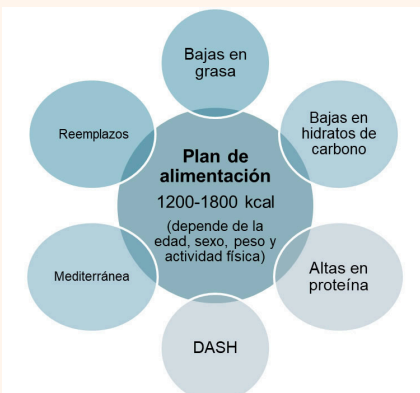 Bajas en
grasa
Reemplazos
Bajas en
hidratos de
carbono
Plan de
alimentación
1200-1800 kcal
(depende de la
edad, sexo, peso y
actividad física)
Mediterránea
Altas en
proteína
DASH